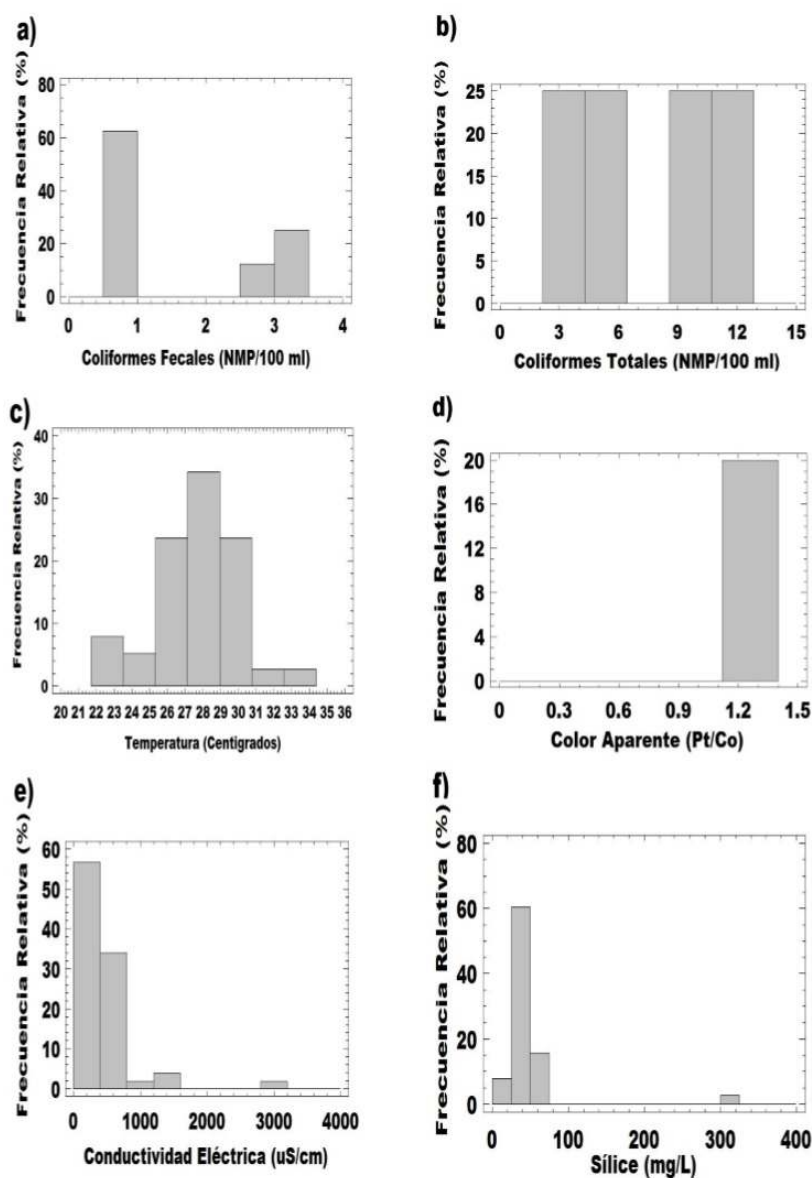 a)
Frecuencia Relativa (%)
80
60
40
20
0
0 1 2 3 4
Coliformes Fecales (NMP/100 ml)
b)
Frecuencia Relativa (%)
25
20
15
10
5
0
0 3 6 9 12 15
Coliformes Totales (NMP/100 ml)
c)
Frecuencia Relativa (%)
40
30
20
10
0
20 21 22 23 24 25 26 27 28 29 30 31 32 33 34 35 36
Temperatura (Centigrados)
d)
Frecuencia Relativa (%)
20
16
12
8
4
0
0 0.3 0.6 0.9 1.2 1.5
Color Aparente (Pt/Co)
e)
Frecuencia Relativa (%)
60
50
40
30
20
10
0
0 1000 2000 3000 4000
Conductividad Eléctrica (uS/cm)
f)
Frecuencia Relativa (%)
80
60
40
20
0
0 100 200 300 400
Sílice (mg/L)